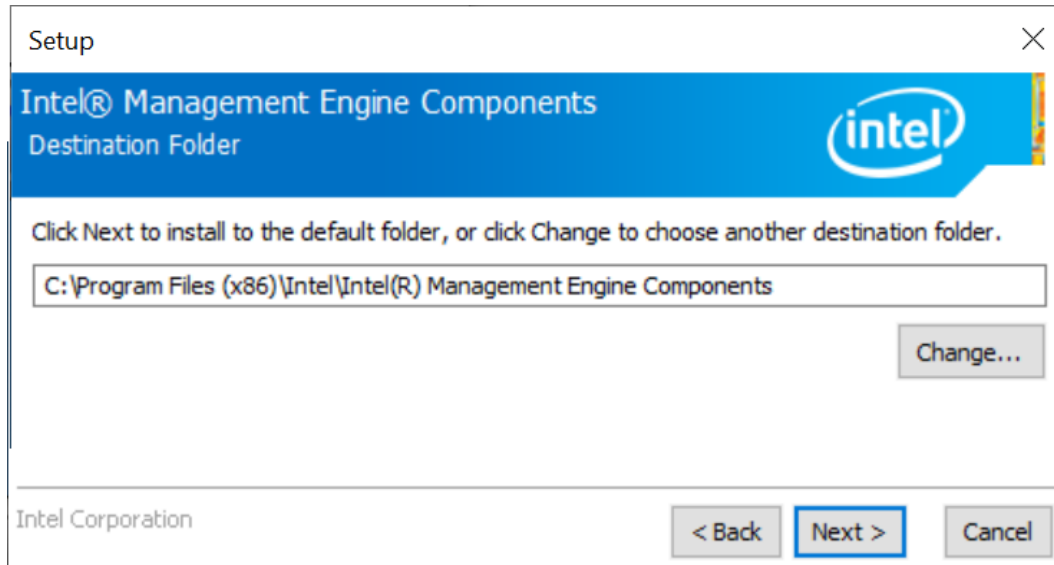 Setup
Intel® Management Engine Components
Destination Folder
intel
Click Next to install to the default folder, or click Change to choose another destination folder.
C:\Program Files (x86)\Intel\Intel(R) Management Engine Components
Change...
Intel Corporation
< Back
Next >
Cancel